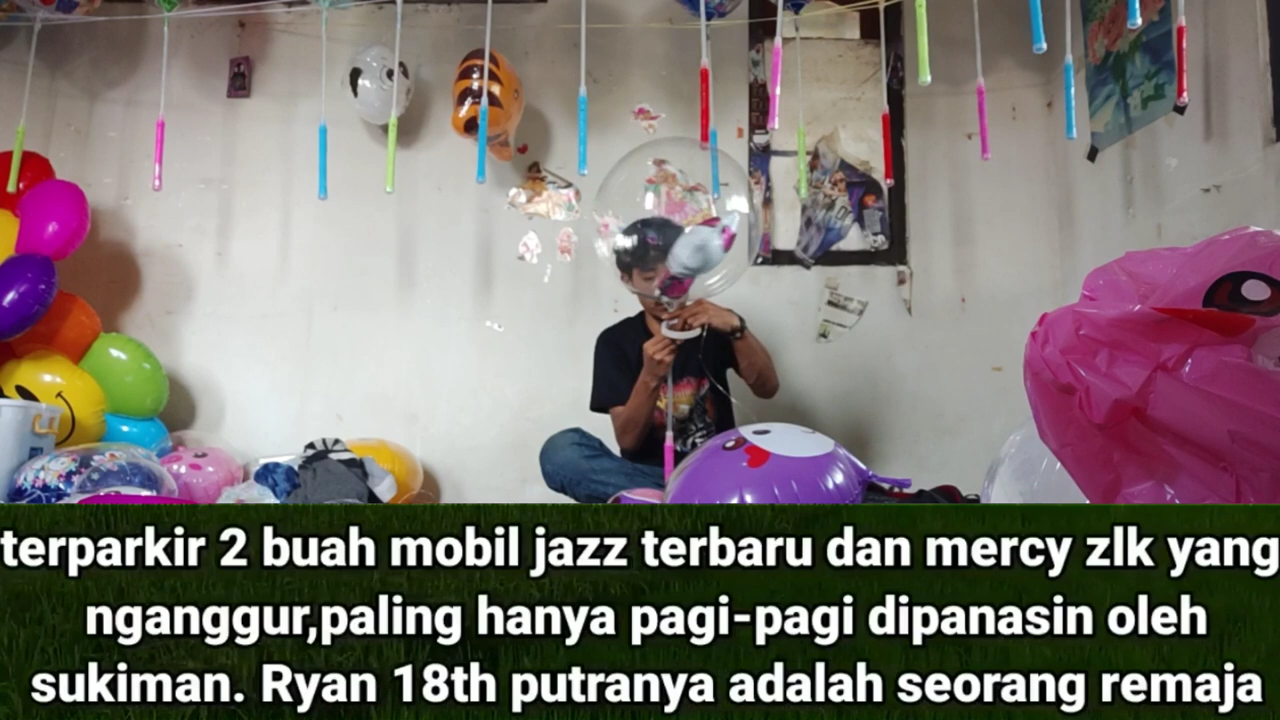 terparkir 2 buah mobil jazz terbaru dan mercy zlk yang
nganggur,paling hanya pagi-pagi dipanasin oleh
sukiman. Ryan 18th putranya adalah seorang remaja